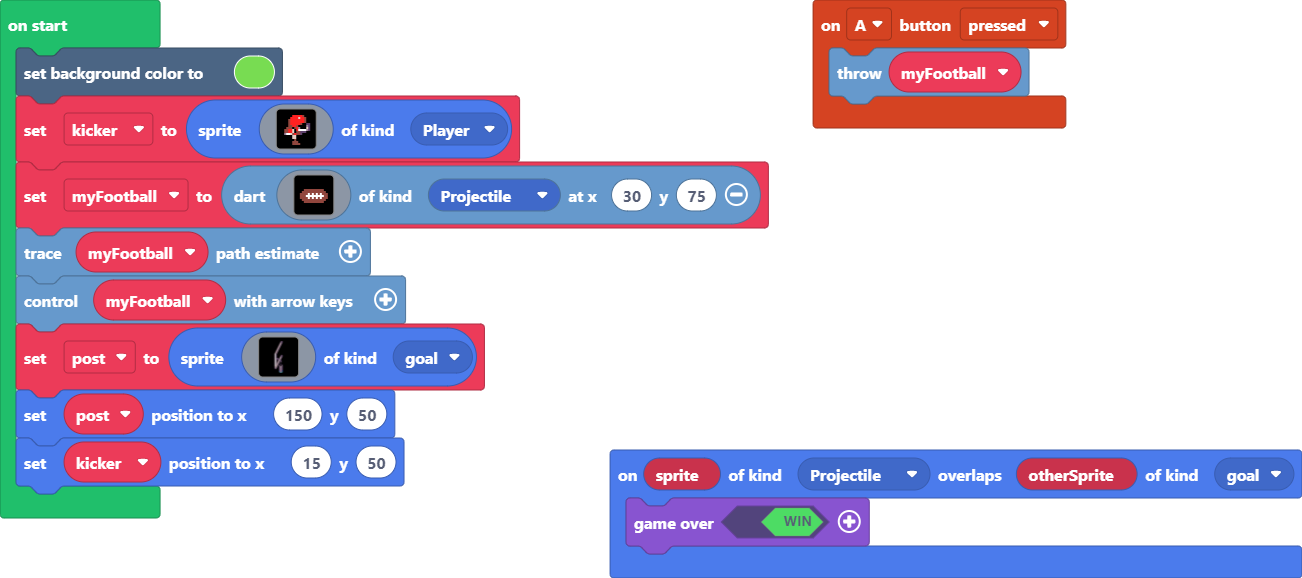 on start
set background color to
set kicker to sprite of kind Player
set myFootball to dart of kind Projectile at x 30 y 75
trace myFootball path estimate
control myFootball with arrow keys
set post to sprite of kind goal
set post position to x 150 y 50
set kicker position to x 15 y 50
on A button pressed
throw myFootball
on sprite of kind Projectile overlaps otherSprite of kind goal
game over WIN